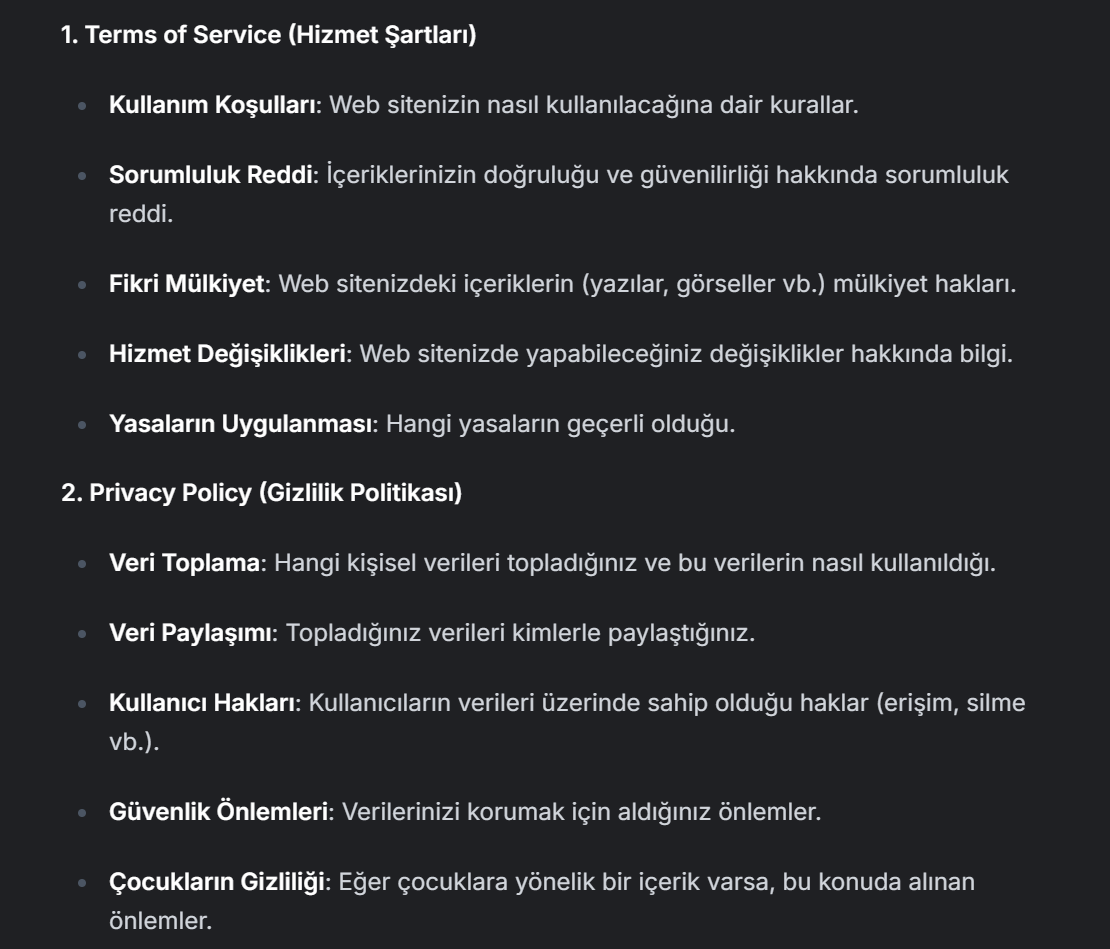 1. Terms of Service (Hizmet Şartları)
Kullanım Koşulları: Web sitenizin nasıl kullanılacağına dair kurallar.
Sorumluluk Reddi: İçeriklerinizin doğruluğu ve güvenilirliği hakkında sorumluluk
reddi.
Fikri Mülkiyet: Web sitenizdeki içeriklerin (yazılar, görseller vb.) mülkiyet hakları.
Hizmet Değişiklikleri: Web sitenizde yapabileceğiniz değişiklikler hakkında bilgi.
Yasaların Uygulanması: Hangi yasaların geçerli olduğu.
2. Privacy Policy (Gizlilik Politikası)
Veri Toplama: Hangi kişisel verileri topladığınız ve bu verilerin nasıl kullanıldığı.
Veri Paylaşımı: Topladığınız verileri kimlerle paylaştığınız.
Kullanıcı Hakları: Kullanıcıların verileri üzerinde sahip olduğu haklar (erişim, silme
vb.).
Güvenlik Önlemleri: Verilerinizi korumak için aldığınız önlemler.
Çocukların Gizliliği: Eğer çocuklara yönelik bir içerik varsa, bu konuda alınan
önlemler.